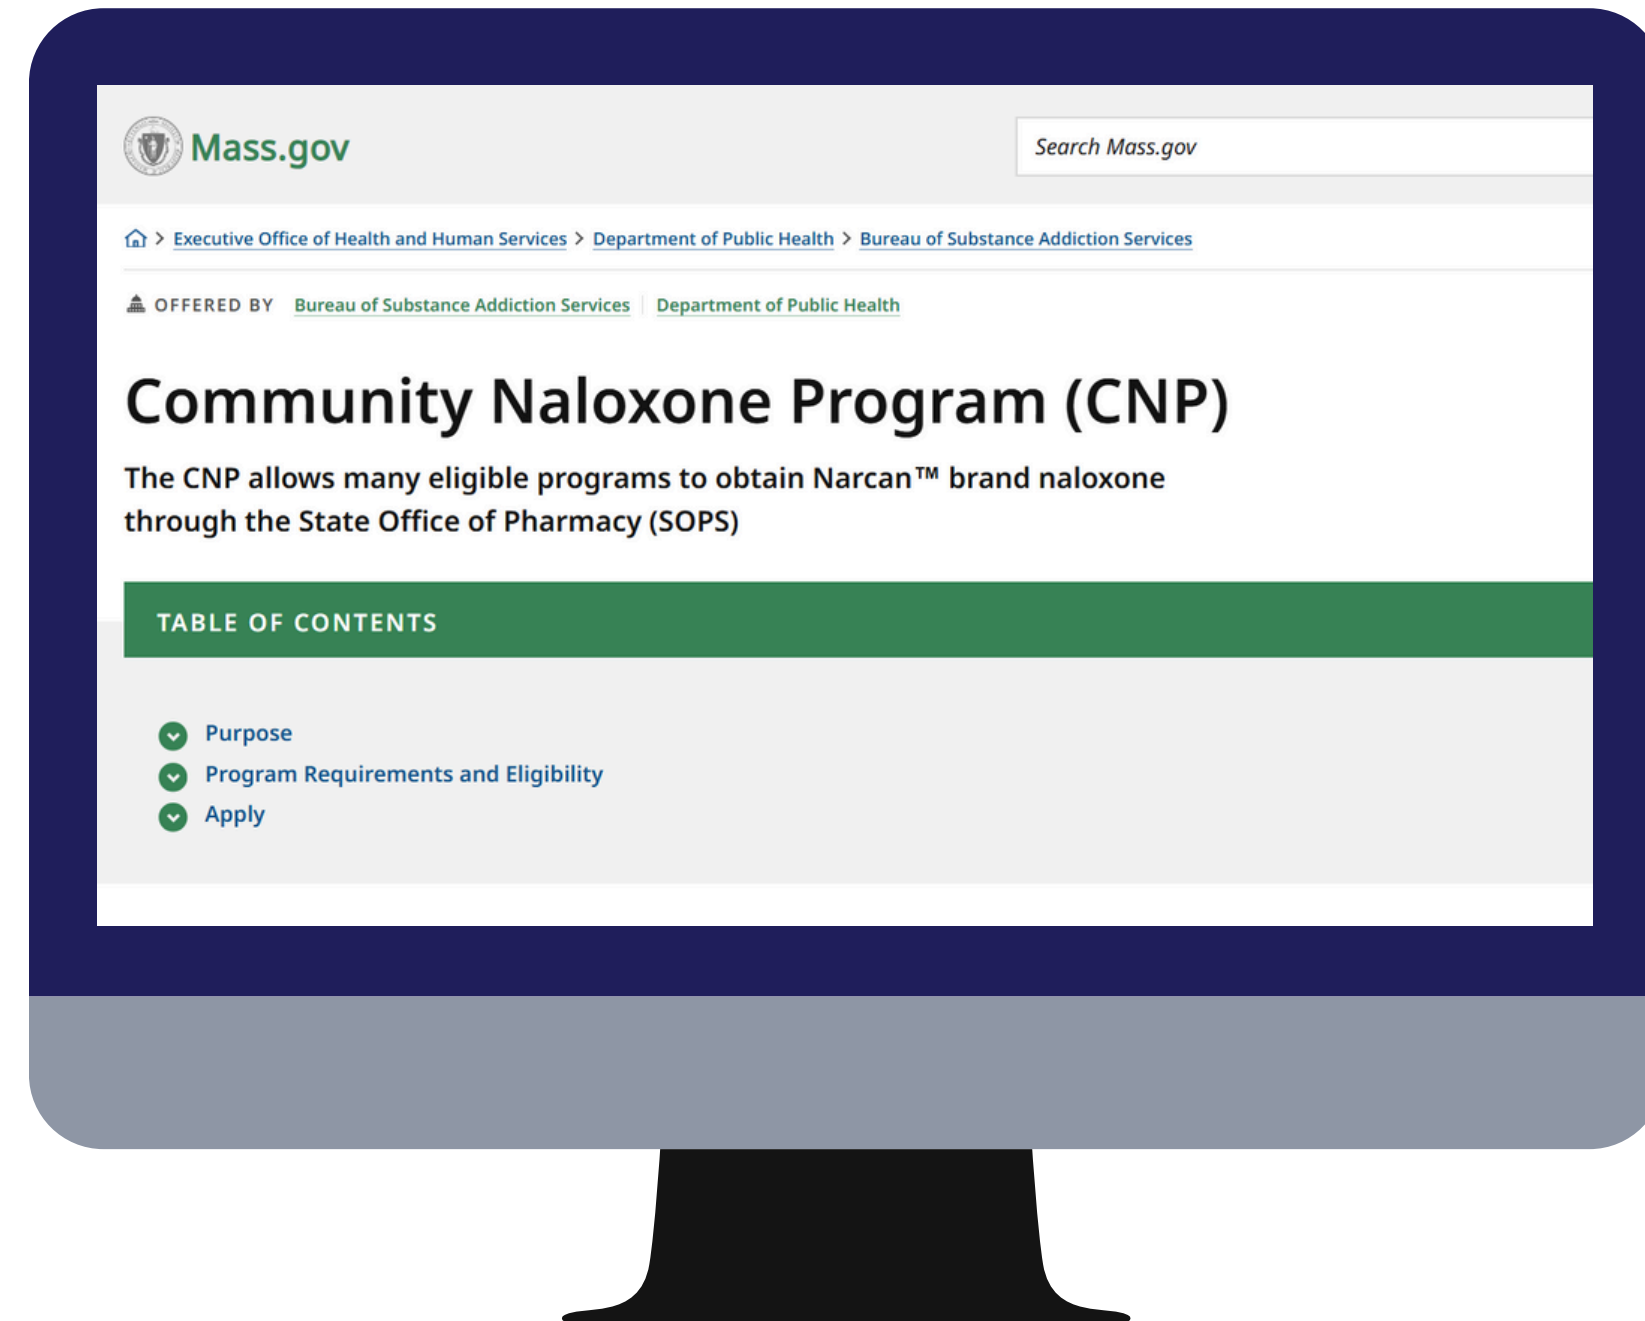 Mass.gov
Search Mass.gov
> Executive Office of Health and Human Services > Department of Public Health > Bureau of Substance Addiction Services
OFFERED BY Bureau of Substance Addiction Services | Department of Public Health
Community Naloxone Program (CNP)
The CNP allows many eligible programs to obtain Narcan™ brand naloxone
through the State Office of Pharmacy (SOPS)
TABLE OF CONTENTS
Purpose
Program Requirements and Eligibility
Apply